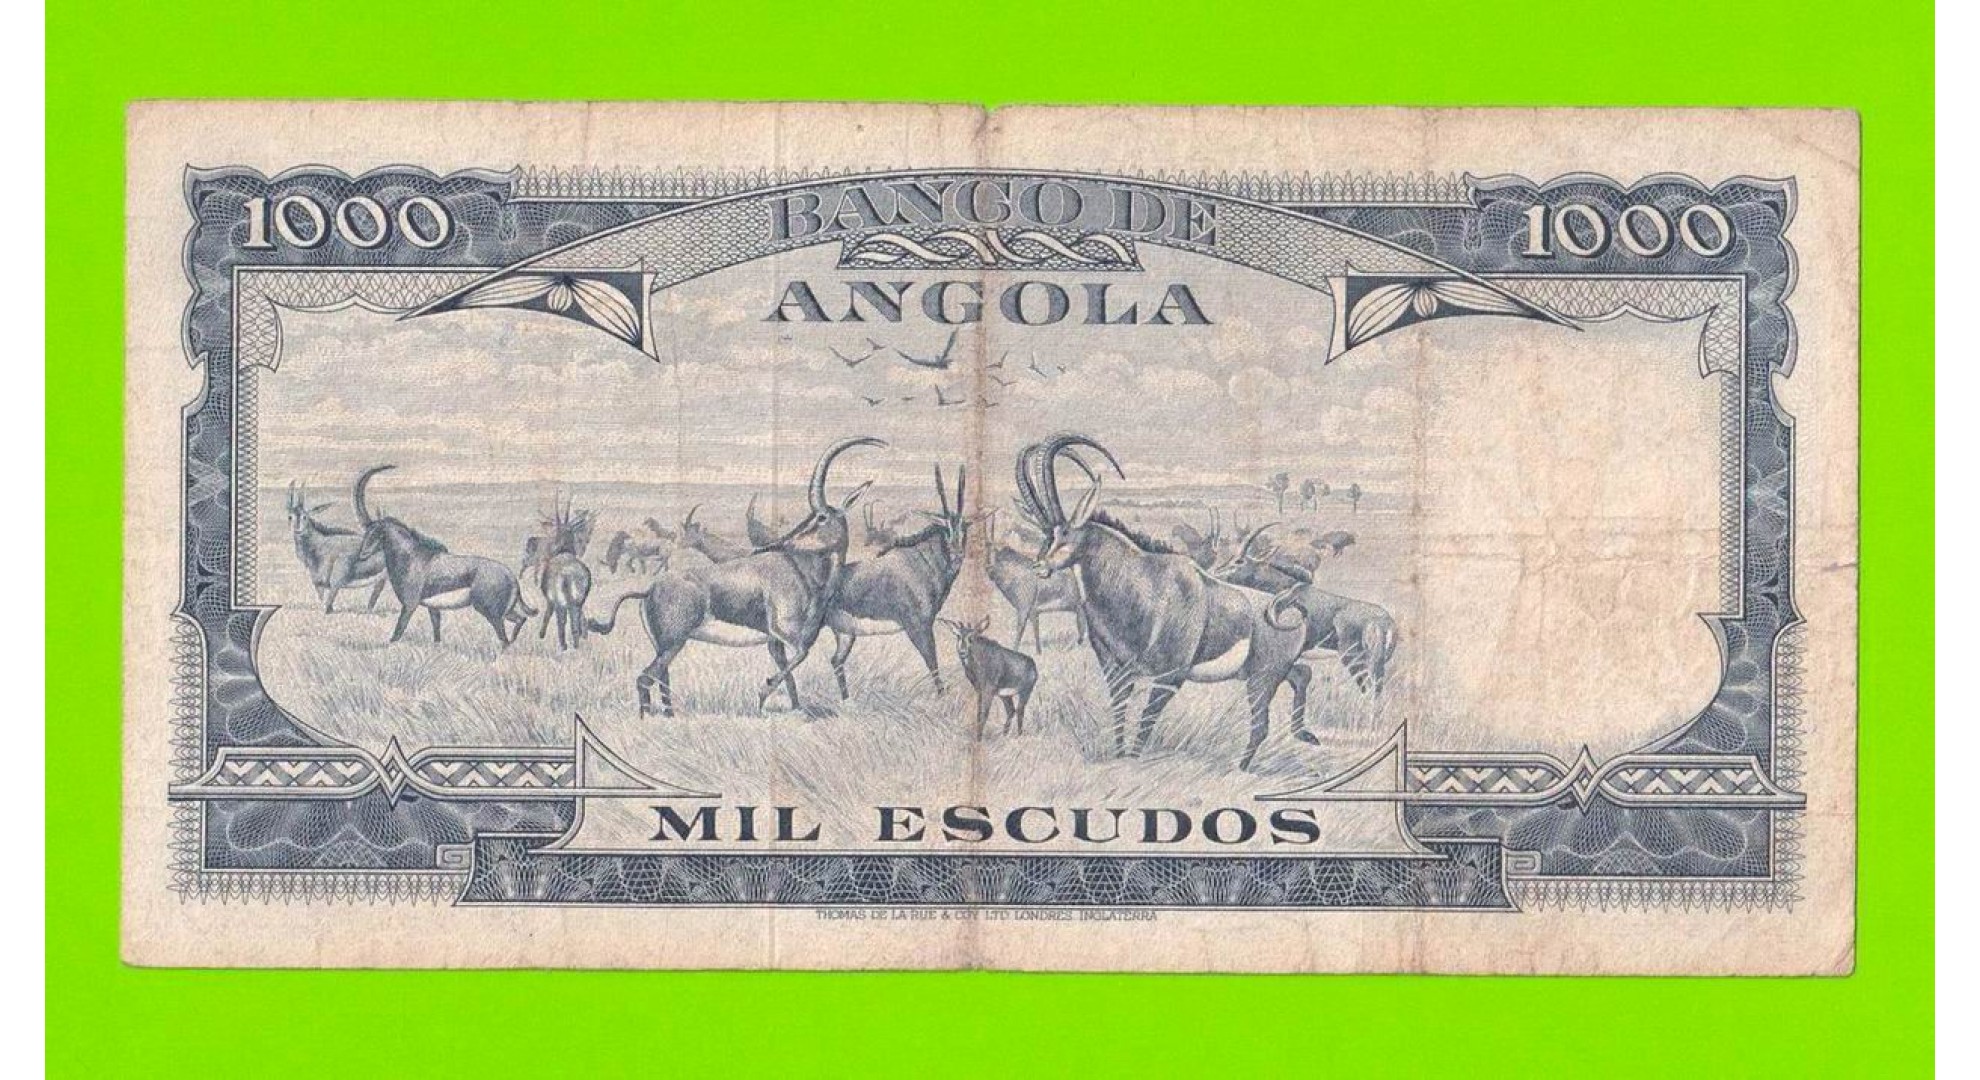 1000
1000
BANCO DE
ANGOLA
MIL ESCUDOS
THOMAS DE LA RUE & COY. LTD. LONDRES. INGLATERRA